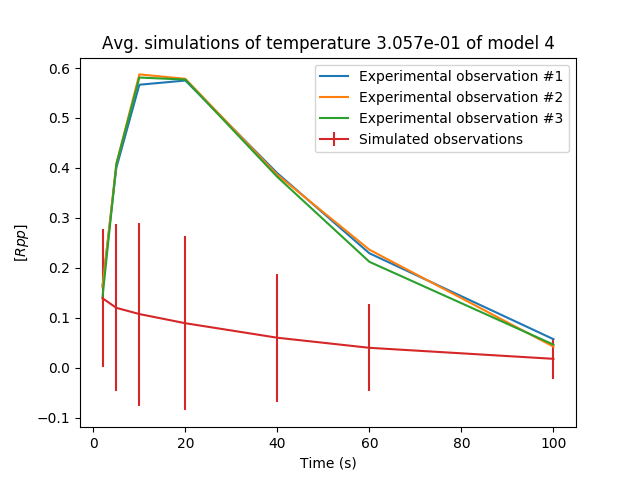 Avg. simulations of temperature 3.057e-01 of model 4
Experimental observation #1
Experimental observation #2
Experimental observation #3
Simulated observations
[Rpp]
0.6
0.5
0.4
0.3
0.2
0.1
0.0
−0.1
0 20 40 60 80 100
Time (s)